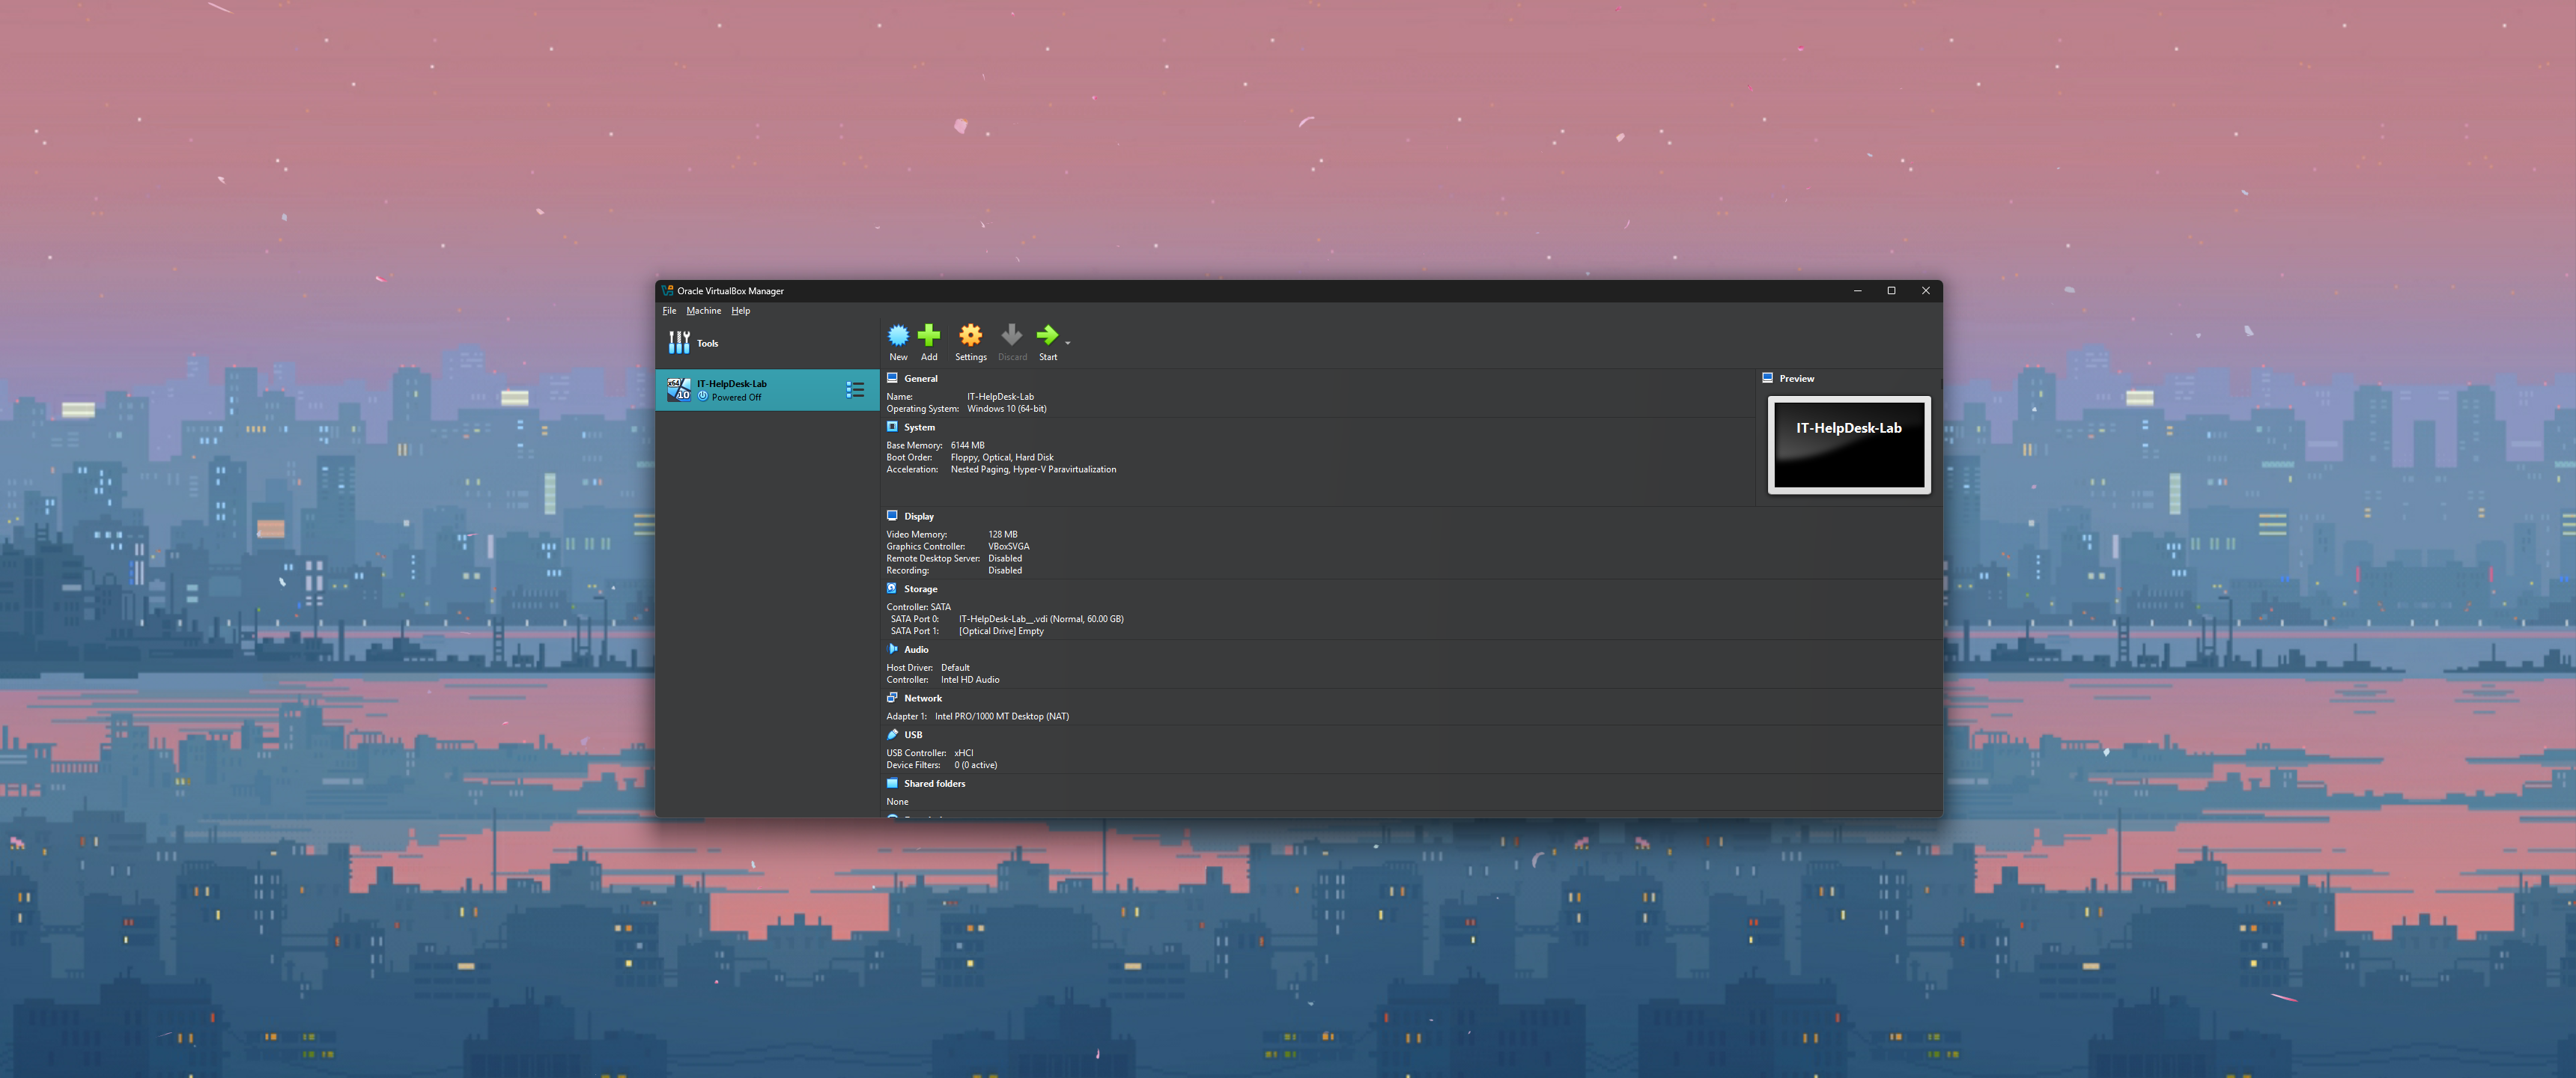 Oracle VirtualBox Manager
File Machine Help
Tools
New Add Settings Discard Start
IT-HelpDesk-Lab
Powered Off
x64
10
General
Name: IT-HelpDesk-Lab
Operating System: Windows 10 (64-bit)
System
Base Memory: 6144 MB
Boot Order: Floppy, Optical, Hard Disk
Acceleration: Nested Paging, Hyper-V Paravirtualization
Preview
IT-HelpDesk-Lab
Display
Video Memory: 128 MB
Graphics Controller: VBoxSVGA
Remote Desktop Server: Disabled
Recording: Disabled
Storage
Controller: SATA
SATA Port 0: IT-HelpDesk-Lab__.vdi (Normal, 60.00 GB)
SATA Port 1: [Optical Drive] Empty
Audio
Host Driver: Default
Controller: Intel HD Audio
Network
Adapter 1: Intel PRO/1000 MT Desktop (NAT)
USB
USB Controller: xHCI
Device Filters: 0 (0 active)
Shared folders
None